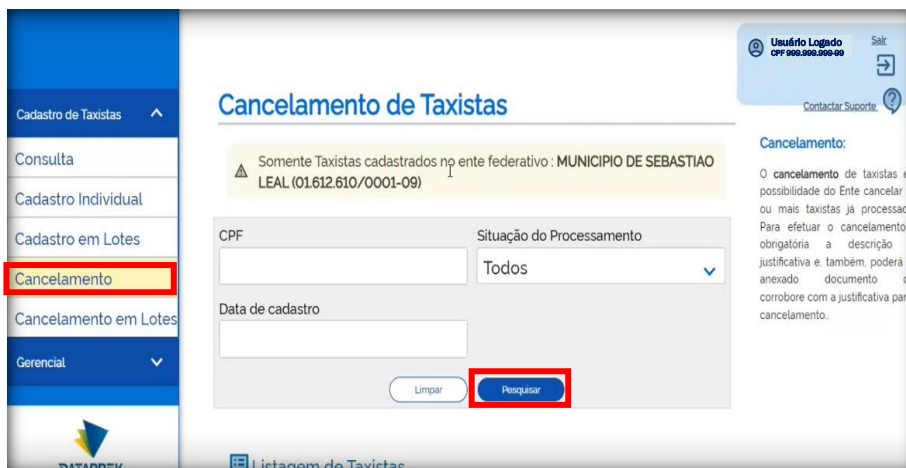 Usuário Logado
CPF 999.999.999-99
Sair
Contactar Suporte
Cadastro de Taxistas
Consulta
Cadastro Individual
Cadastro em Lotes
Cancelamento
Cancelamento em Lotes
Gerencial
Cancelamento de Taxistas
Somente Taxistas cadastrados no ente federativo : MUNICIPIO DE SEBASTIAO
LEAL (01.612.610/0001-09)
CPF
Situação do Processamento
Todos
Data de cadastro
Limpar
Pesquisar
Listagem de Taxistas
Cancelamento:
O cancelamento de taxistas
possibilidade do Ente cancelar
ou mais taxistas já
Para efetuar o cancelamento
obrigatória a descrição
justificativa e, também, poderá
anexado documento
corrobore com a justificativa
cancelamento..